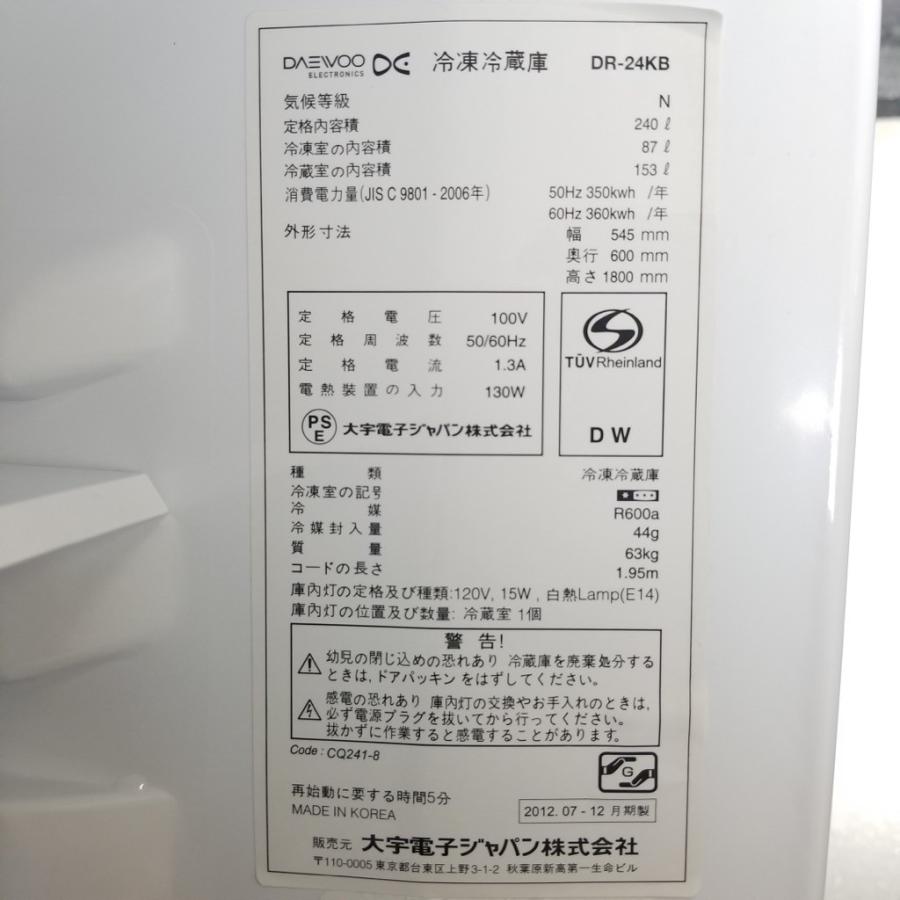 DAEWOO ELECTRONICS 冷凍冷蔵庫 DR-24KB
気候等級 N
定格內容積 240 ℓ
冷凍室の內容積 87 ℓ
冷蔵室の內容積 153 ℓ
消費電力量(JIS C 9801 - 2006年) 50Hz 350kwh /年
60Hz 360kwh /年
外形寸法 幅 545 mm
奥行 600 mm
高さ 1800 mm
定格電圧 100V
定格周波数 50/60Hz
定格電流 1.3A
電熱装置の入力 130W
PSE 大宇電子ジャパン株式会社
TÜVRheinland
DW
種類 冷凍冷蔵庫
冷凍室の記号
冷媒 R600a
冷媒封入量 44g
質量 63kg
コードの長さ 1.95m
庫內灯の定格及び種類:120V, 15W , 白熱Lamp(E14)
庫內灯の位置及び数量: 冷蔵室 1個
警告!
幼児の閉じ込めの恐れあり 冷蔵庫を廃棄処分する
ときは, ドアパッキン をはずしてください。
感電の恐れあり 庫內灯の交換やお手入れのときは,
必ず電源プラグを抜いてから行ってください。
抜かずに作業すると感電することがあります.
Code : CQ241-8
G
再始動に要する時間5分
MADE IN KOREA
2012. 07 - 12 月期製
販売元 大宇電子ジャパン株式会社
〒110-0005 東京都台東区上野3-1-2 秋葉原新高第一生命ビル